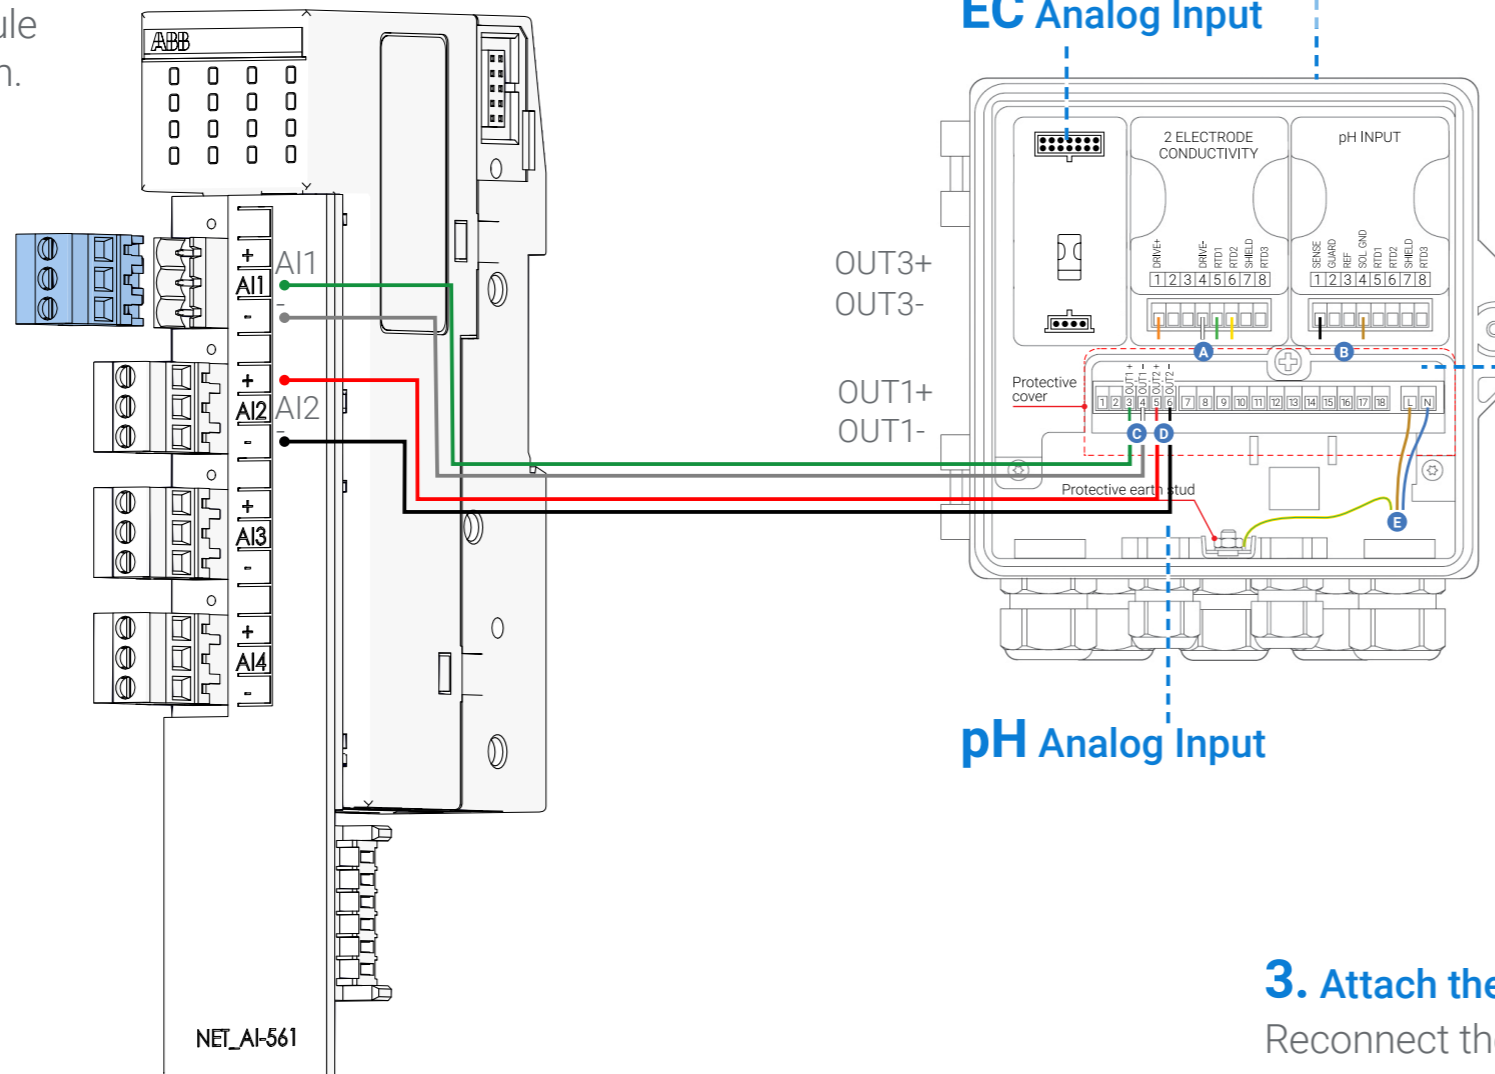 ule
n.
EC Analog Input
ABB
2 ELECTRODE
CONDUCTIVITY
pH INPUT
DRIVE+
DRIVE-
RTD1
RTD2
SHIELD
RTD3
1 2 3 4 5 6 7 8
SENSE
GUARD
REF
SOL GND
RTD1
RTD2
SHIELD
RTD3
1 2 3 4 5 6 7 8
+
AI1
-
AI1
-
OUT3+
OUT3-
A
B
+
AI2
-
AI2
-
OUT1+
OUT1-
Protective
cover
OUT1 +
OUT1 -
OUT2 +
OUT2 -
1 2 3 4 5 6 7 8 9 10 11 12 13 14 15 16 17 18 L N
C
D
Protective earth stud
E
+
AI3
-
+
AI4
-
pH Analog Input
NET_AI-561
3. Attach the
Reconnect the